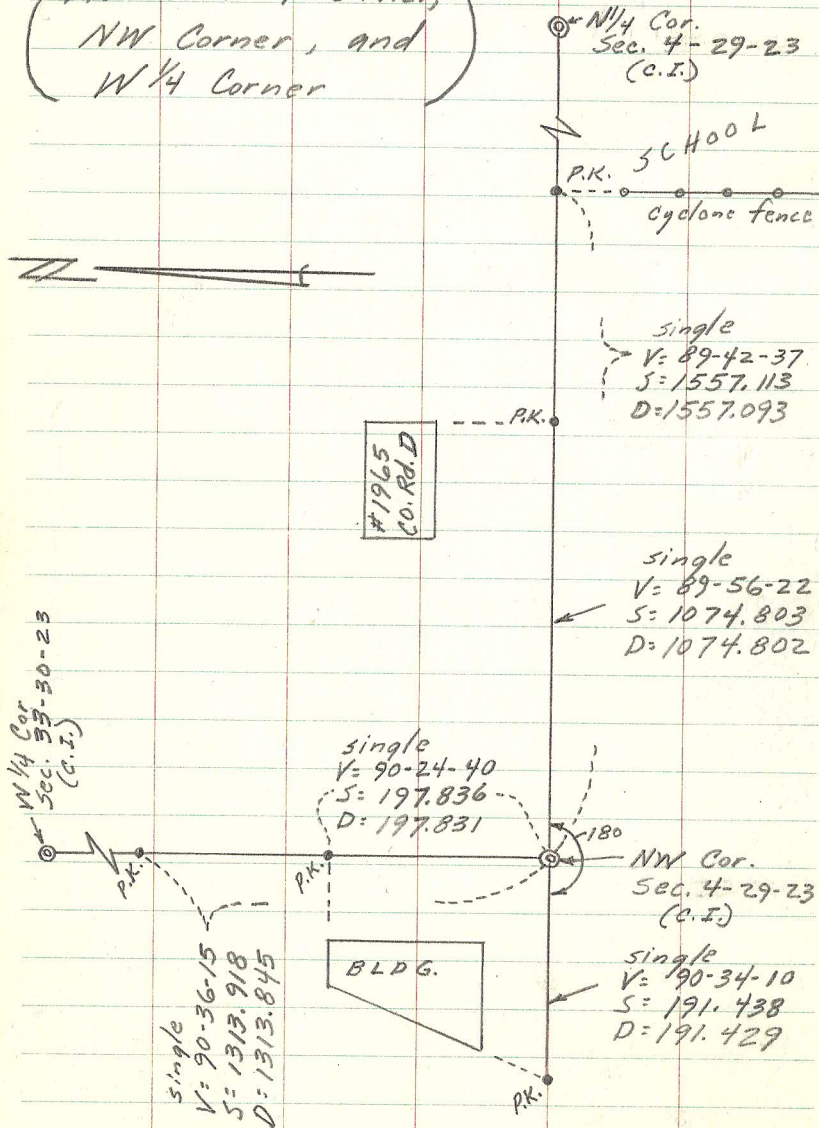 NW Corner, and
W 1/4 Corner
N 1/4 Cor.
Sec. 4-29-23
(C.I.)
SCHOOL
P.K.
cyclone fence
single
V= 89-42-37
S= 1557.113
D=1557.093
P.K.
#1965
CO. Rd. D
single
V= 89-56-22
S= 1074.803
D= 1074.802
W 1/4 Cor
Sec. 33-30-23
(C.I.)
single
V= 90-24-40
S= 197.836
D= 197.831
180
P.K.
P.K.
NW Cor.
Sec. 4-29-23
(C.I.)
single
V= 90-36-15
S= 1313.918
D= 1313.845
BLDG.
single
V= 90-34-10
S= 191.438
D= 191.429
P.K.